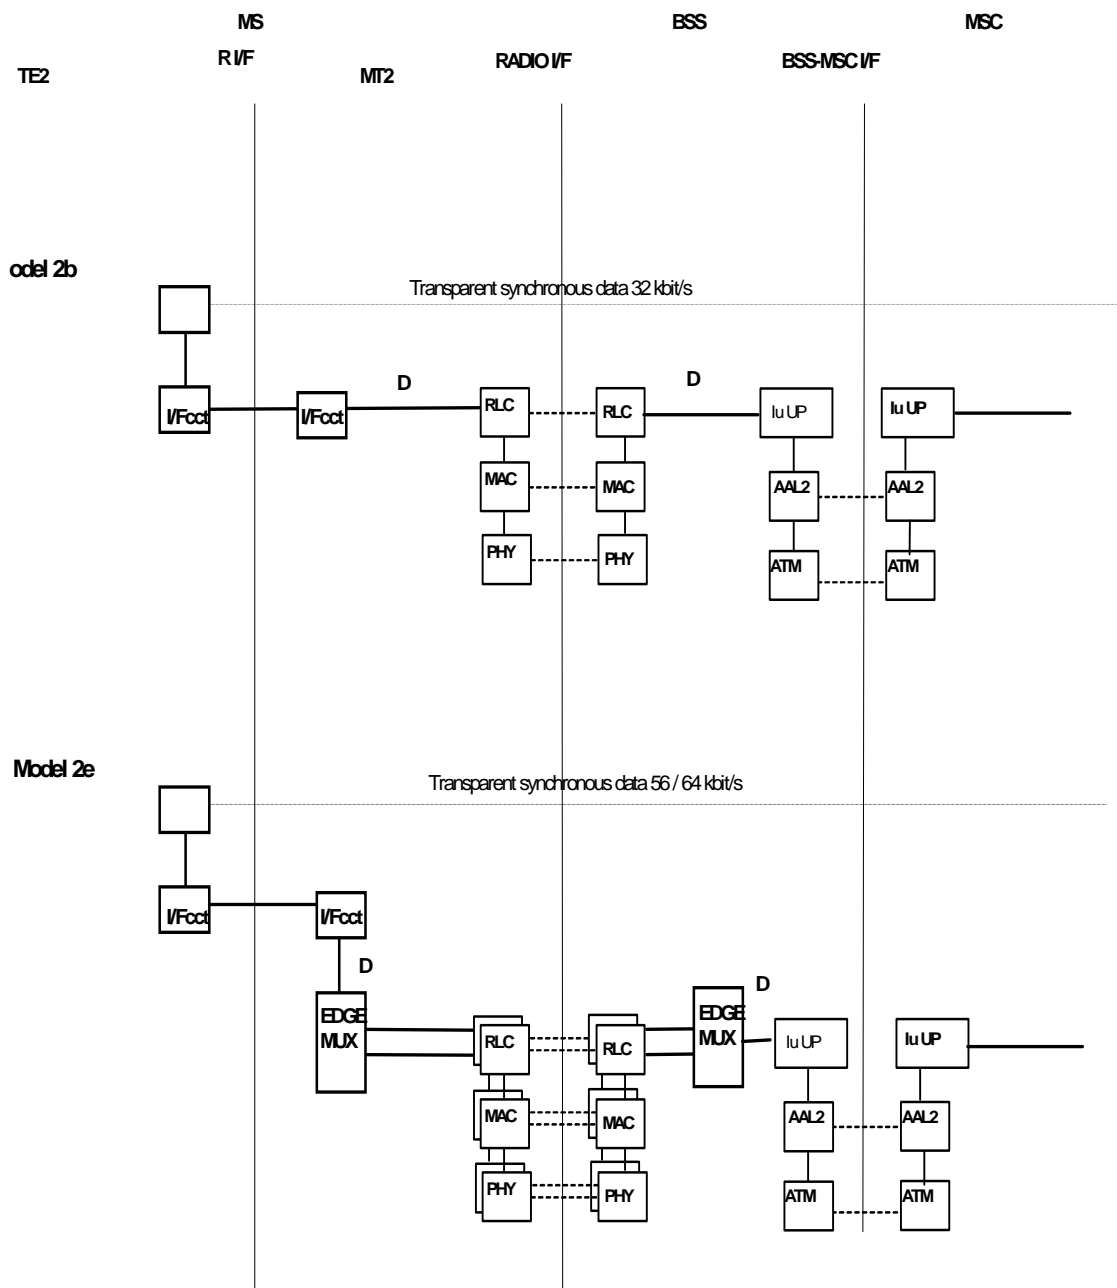 MS
BSS
MSC
R I/F
RADIO I/F
BSS-MSC I/F
TE2
MT2
odel 2b
Transparent synchronous data 32 kbit/s
D
D
I/Fcct
I/Fcct
RLC
RLC
Iu UP
Iu UP
MAC
MAC
AAL2
AAL2
PHY
PHY
ATM
ATM
Model 2e
Transparent synchronous data 56 / 64 kbit/s
I/Fcct
I/Fcct
D
D
EDGE
MUX
EDGE
MUX
RLC
RLC
Iu UP
Iu UP
MAC
MAC
AAL2
AAL2
PHY
PHY
ATM
ATM